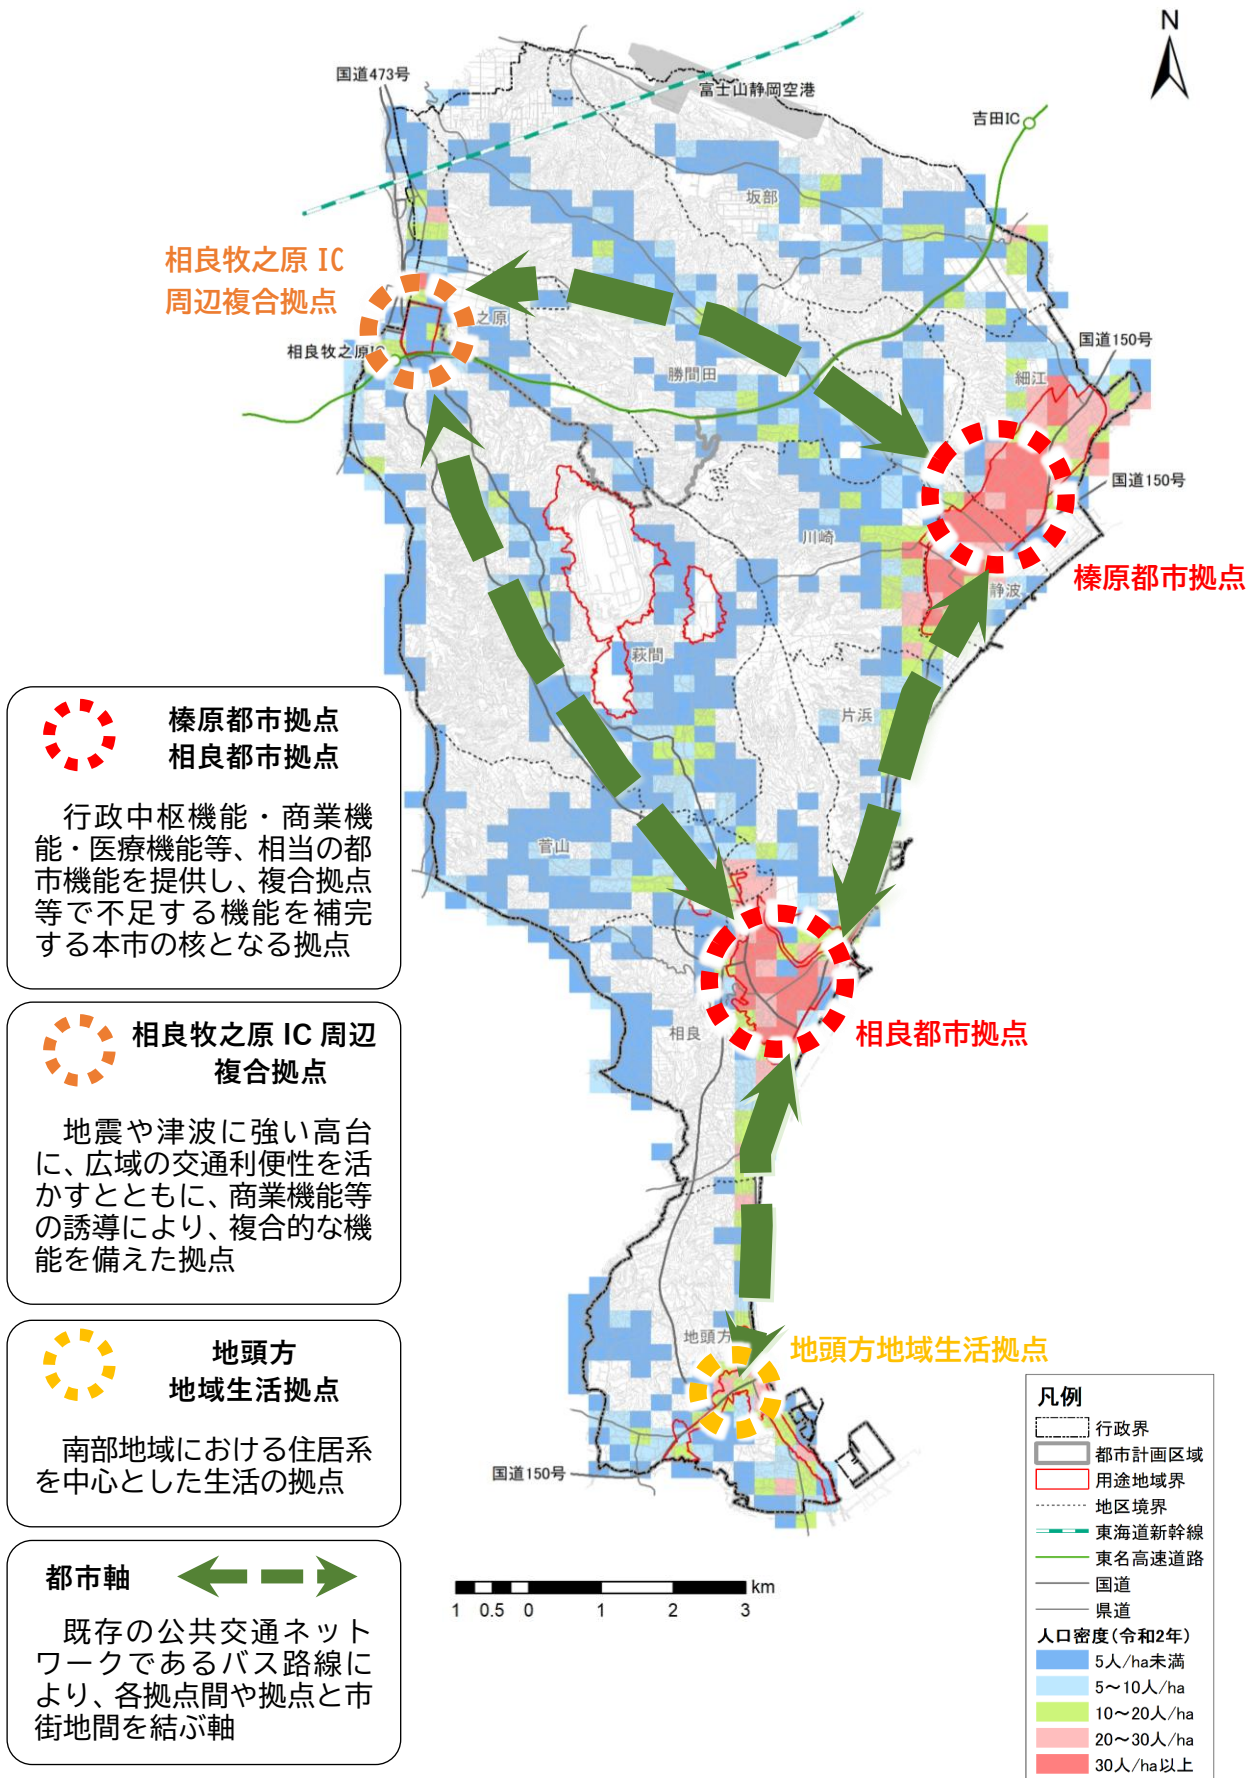 N
国道473号
富士山静岡空港
吉田IC
坂部
相良牧之原 IC
周辺複合拠点
之原
相良牧之原IC
勝間田
国道150号
細江
国道150号
川崎
榛原都市拠点
静波
萩間
片浜
榛原都市拠点
相良都市拠点
行政中枢機能・商業機
能・医療機能等、相当の都
市機能を提供し、複合拠点
等で不足する機能を補完
する本市の核となる拠点
菅山
相良牧之原 IC 周辺
複合拠点
地震や津波に強い高台
に、広域の交通利便性を活
かすとともに、商業機能等
の誘導により、複合的な機
能を備えた拠点
相良
相良都市拠点
地頭方
地域生活拠点
南部地域における住居系
を中心とした生活の拠点
地頭方
地頭方地域生活拠点
国道150号
都市軸
既存の公共交通ネット
ワークであるバス路線に
より、各拠点間や拠点と市
街地間を結ぶ軸
km
1 0.5 0 1 2 3
凡例
行政界
都市計画区域
用途地域界
地区境界
東海道新幹線
東名高速道路
国道
県道
人口密度(令和2年)
5人/ha未満
5～10人/ha
10～20人/ha
20～30人/ha
30人/ha以上